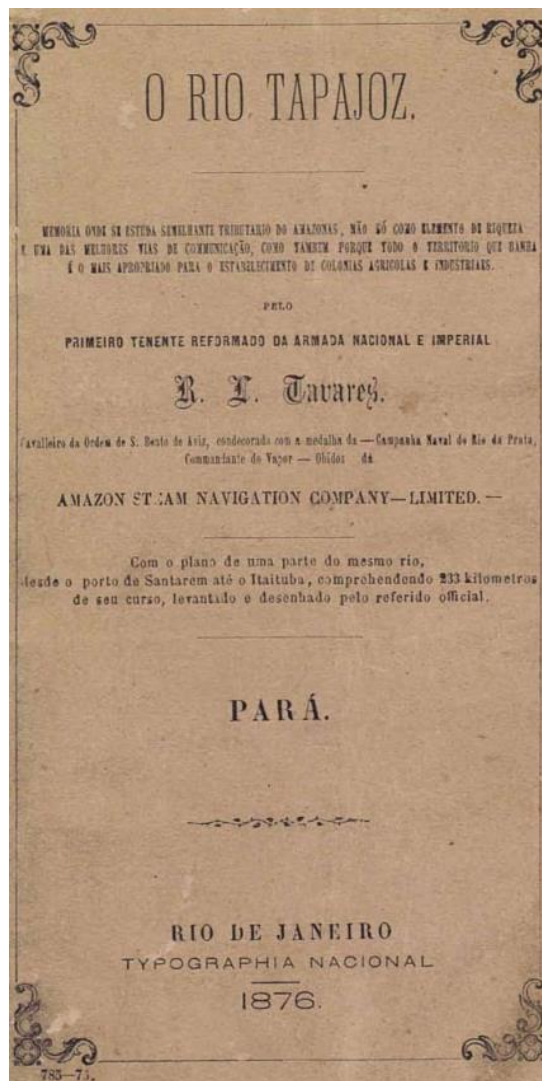 O RIO TAPAJOZ.
MEMORIA ONDE SE ESTUDA SEMELHANTE TRIBUTARIO DO AMAZONAS, NÃO SÓ COMO ELEMENTO DE RIQUEZA
E UMA DAS MELHORES VIAS DE COMMUNICAÇÃO, COMO TAMBEM PORQUE TODO O TERRITORIO QUE BANHA
É O MAIS APROPRIADO PARA O ESTABELECIMENTO DE COLONIAS AGRICOLAS E INDUSTRIAES.
PELO
PRIMEIRO TENENTE REFORMADO DA ARMADA NACIONAL E IMPERIAL
R. L. Tavares.
Cavalleiro da Ordem de S. Bento de Aviz, condecorado com a medalha da — Campanha Naval do Rio da Prata,
Commandante do Vapor — Obidos da
AMAZON STEAM NAVIGATION COMPANY—LIMITED.—
Com o plano de uma parte do mesmo rio,
desde o porto de Santarem até o Itaituba, comprehendendo 233 kilometros
de seu curso, levantado e desenhado pelo referido official.
PARÁ.
RIO DE JANEIRO
TYPOGRAPHIA NACIONAL
1876.
783—75.